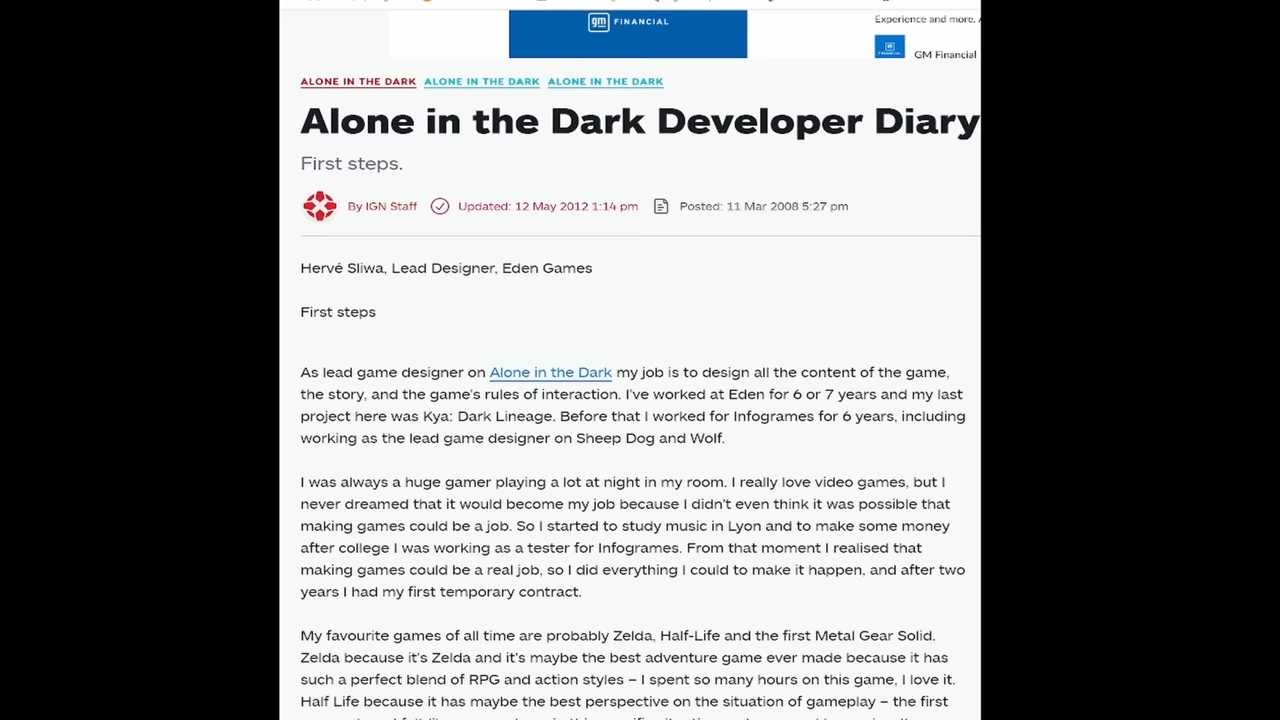 gm FINANCIAL
Experience and more.
GM Financial
ALONE IN THE DARK ALONE IN THE DARK ALONE IN THE DARK
Alone in the Dark Developer Diary
First steps.
By IGN Staff Updated: 12 May 2012 1:14 pm Posted: 11 Mar 2008 5:27 pm
Hervé Sliwa, Lead Designer, Eden Games
First steps
As lead game designer on Alone in the Dark my job is to design all the content of the game,
the story, and the game's rules of interaction. I've worked at Eden for 6 or 7 years and my last
project here was Kya: Dark Lineage. Before that I worked for Infogrames for 6 years, including
working as the lead game designer on Sheep Dog and Wolf.
I was always a huge gamer playing a lot at night in my room. I really love video games, but I
never dreamed that it would become my job because I didn't even think it was possible that
making games could be a job. So I started to study music in Lyon and to make some money
after college I was working as a tester for Infogrames. From that moment I realised that
making games could be a real job, so I did everything I could to make it happen, and after two
years I had my first temporary contract.
My favourite games of all time are probably Zelda, Half-Life and the first Metal Gear Solid.
Zelda because it's Zelda and it's maybe the best adventure game ever made because it has
such a perfect blend of RPG and action styles – I spent so many hours on this game, I love it.
Half Life because it has maybe the best perspective on the situation of gameplay – the first